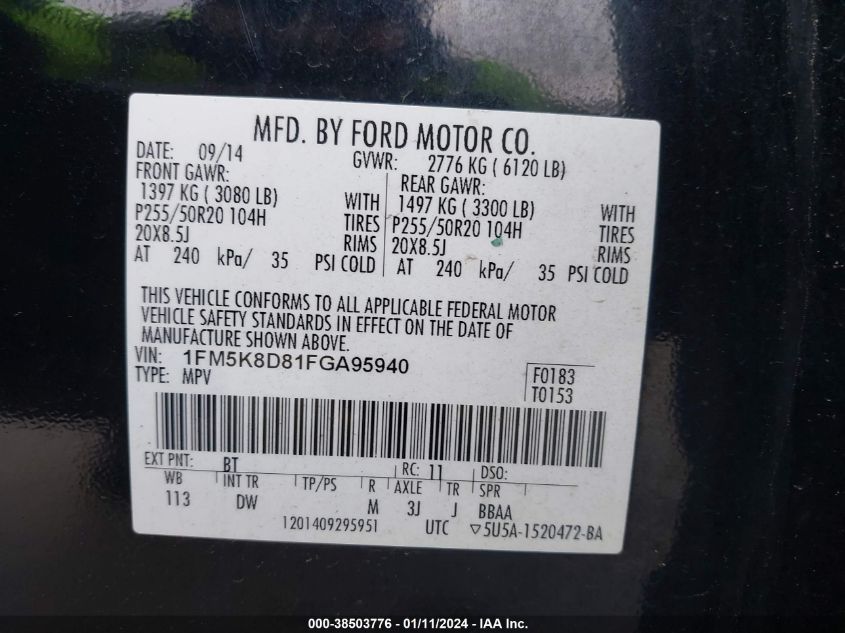 MFD. BY FORD MOTOR CO.
DATE: 09/14 GVWR: 2776 KG ( 6120 LB)
FRONT GAWR: REAR GAWR:
1397 KG ( 3080 LB) WITH 1497 KG ( 3300 LB) WITH
P255/50R20 104H TIRES P255/50R20 104H TIRES
20X8.5J RIMS 20X8.5J RIMS
AT 240 kPa/ 35 PSI COLD AT 240 kPa/ 35 PSI COLD
THIS VEHICLE CONFORMS TO ALL APPLICABLE FEDERAL MOTOR
VEHICLE SAFETY STANDARDS IN EFFECT ON THE DATE OF
MANUFACTURE SHOWN ABOVE.
VIN: 1FM5K8D81FGA95940
TYPE: MPV F0183
T0153
EXT PNT: BT RC: 11 DSO:
WB INT TR TP/PS R AXLE TR SPR
113 DW M 3J J BBAA
1201409295951 UTC ▽5U5A-1520472-BA
000-38503776 - 01/11/2024 - IAA Inc.